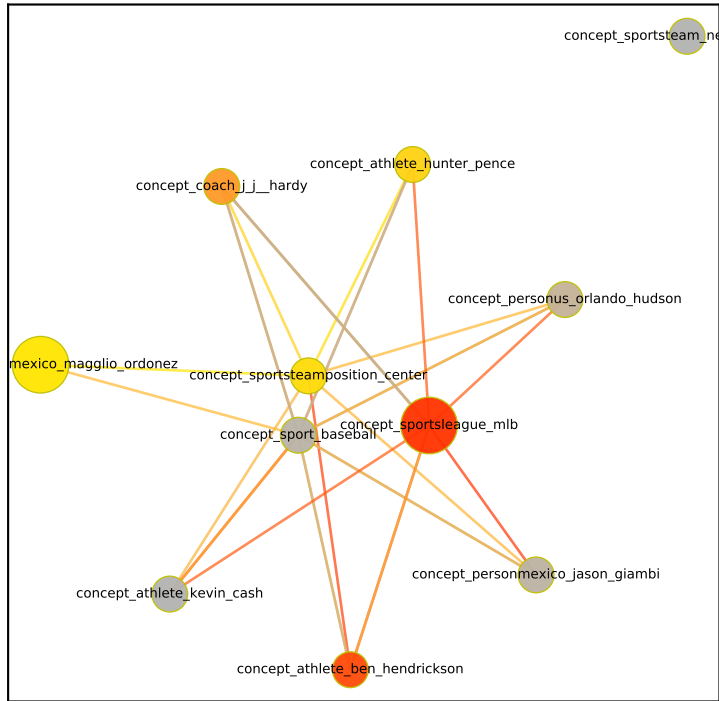 concept_sportsteam_ne
concept_athlete_hunter_pence
concept_coach_j_j__hardy
concept_personus_orlando_hudson
mexico_magglio_ordonez
concept_sportsteamposition_center
concept_sportsleague_mlb
concept_sport_baseball
concept_personmexico_jason_giambi
concept_athlete_kevin_cash
concept_athlete_ben_hendrickson